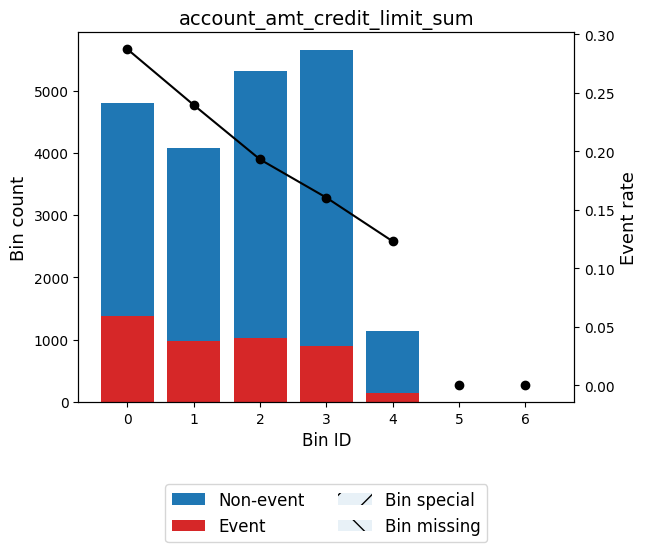 account_amt_credit_limit_sum
Bin count
5000
4000
3000
2000
1000
0
Event rate
0.30
0.25
0.20
0.15
0.10
0.05
0.00
0 1 2 3 4 5 6
Bin ID
Non-event
Event
Bin special
Bin missing